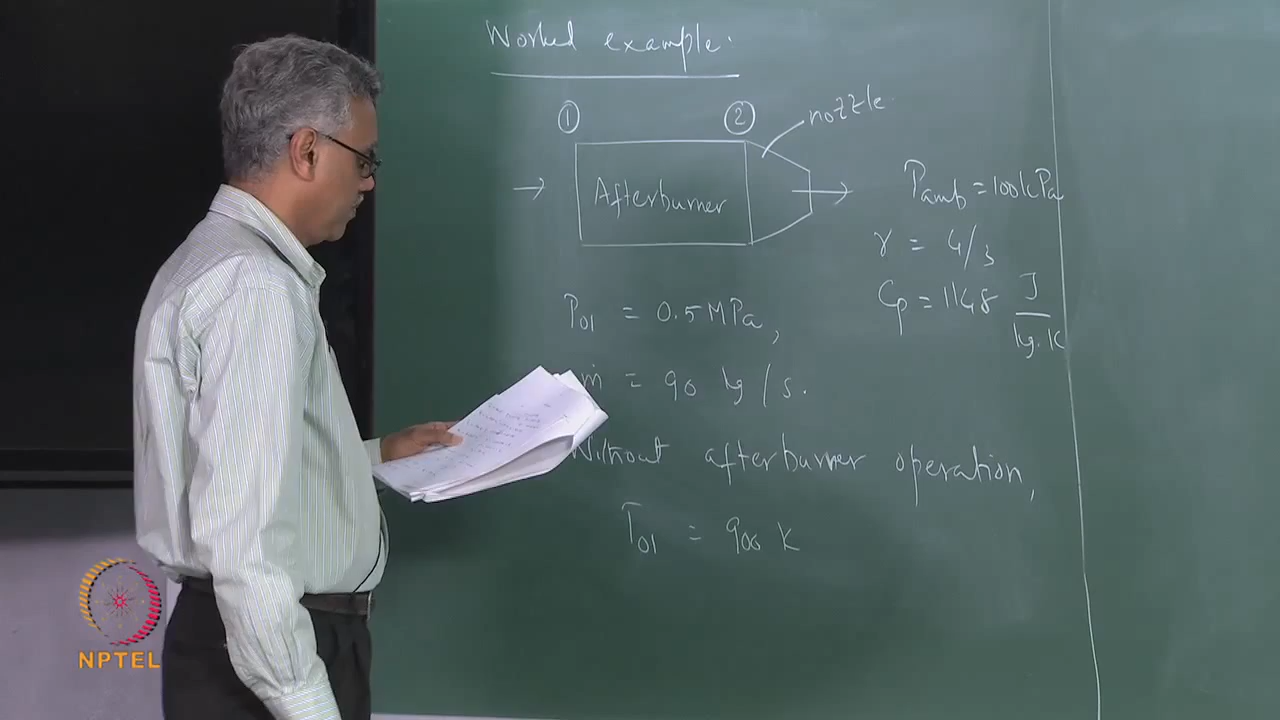 Worked example.
① ② nozzle
Afterburner
Pamb = 100kPa
γ = 4/3
Cp = 1148 J/kg.K
P01 = 0.5 MPa,
ṁ = 90 kg/s.
Without afterburner operation,
T01 = 900 K
NPTEL